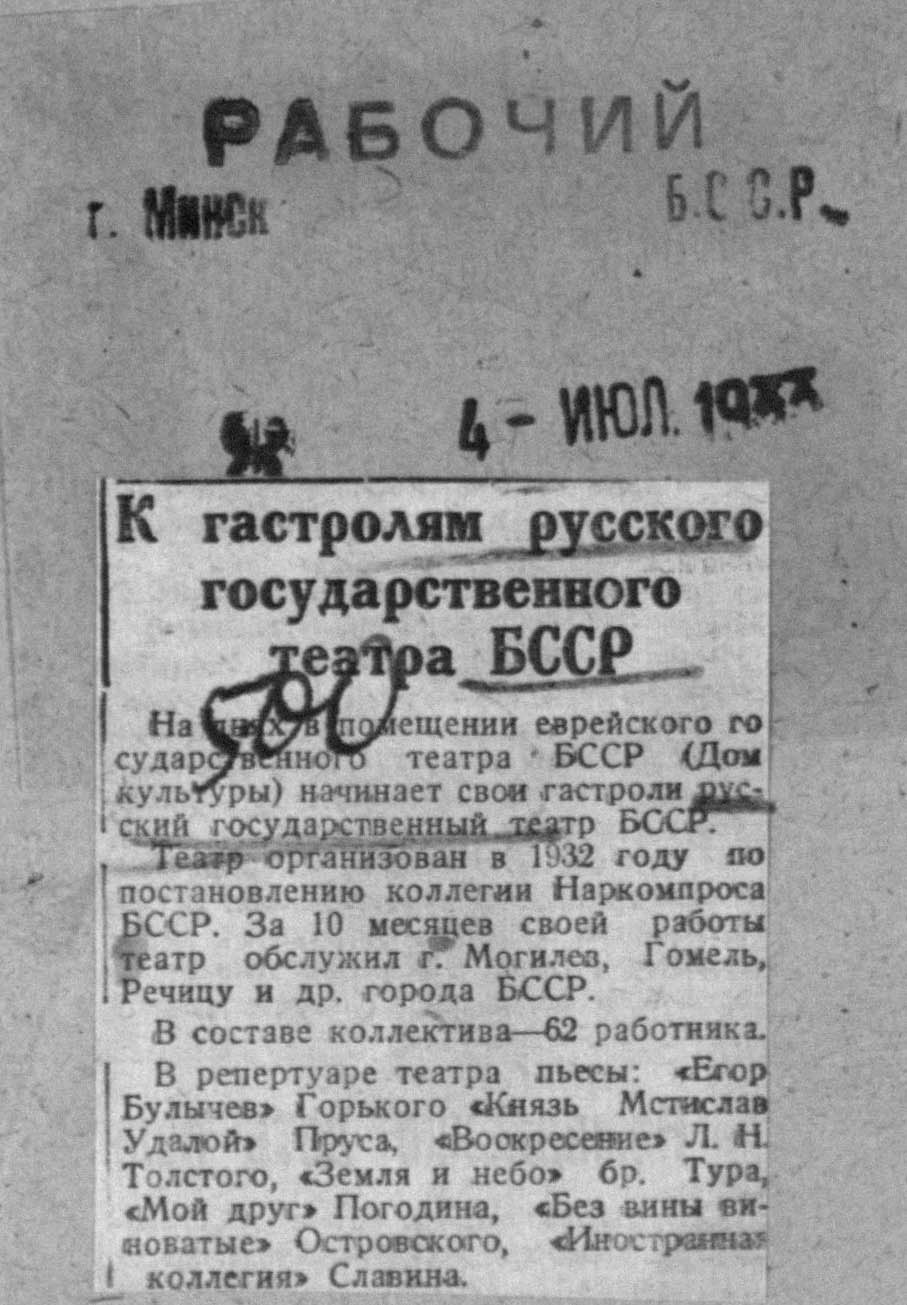 РАБОЧИЙ
г. Минск
Б.С С.Р.
4 - ИЮЛ. 1933
К гастролям русского
государственного
театра БССР
500
На днях в помещении еврейского го
сударственного театра БССР (Дом
культуры) начинает свои гастроли рус-
ский государственный театр БССР.
Театр организован в 1932 году по
постановлению коллегии Наркомпроса
БССР. За 10 месяцев своей работы
театр обслужил г. Могилев, Гомель,
Речицу и др. города БССР.
В составе коллектива—62 работника.
В репертуаре театра пьесы: «Егор
Булычев» Горького «Князь Мстислав
Удалой» Пруса, «Воскресение» Л. Н.
Толстого, «Земля и небо» бр. Тура,
«Мой друг» Погодина, «Без вины ви-
новатые» Островского, «Иностранная
коллегия» Славина.